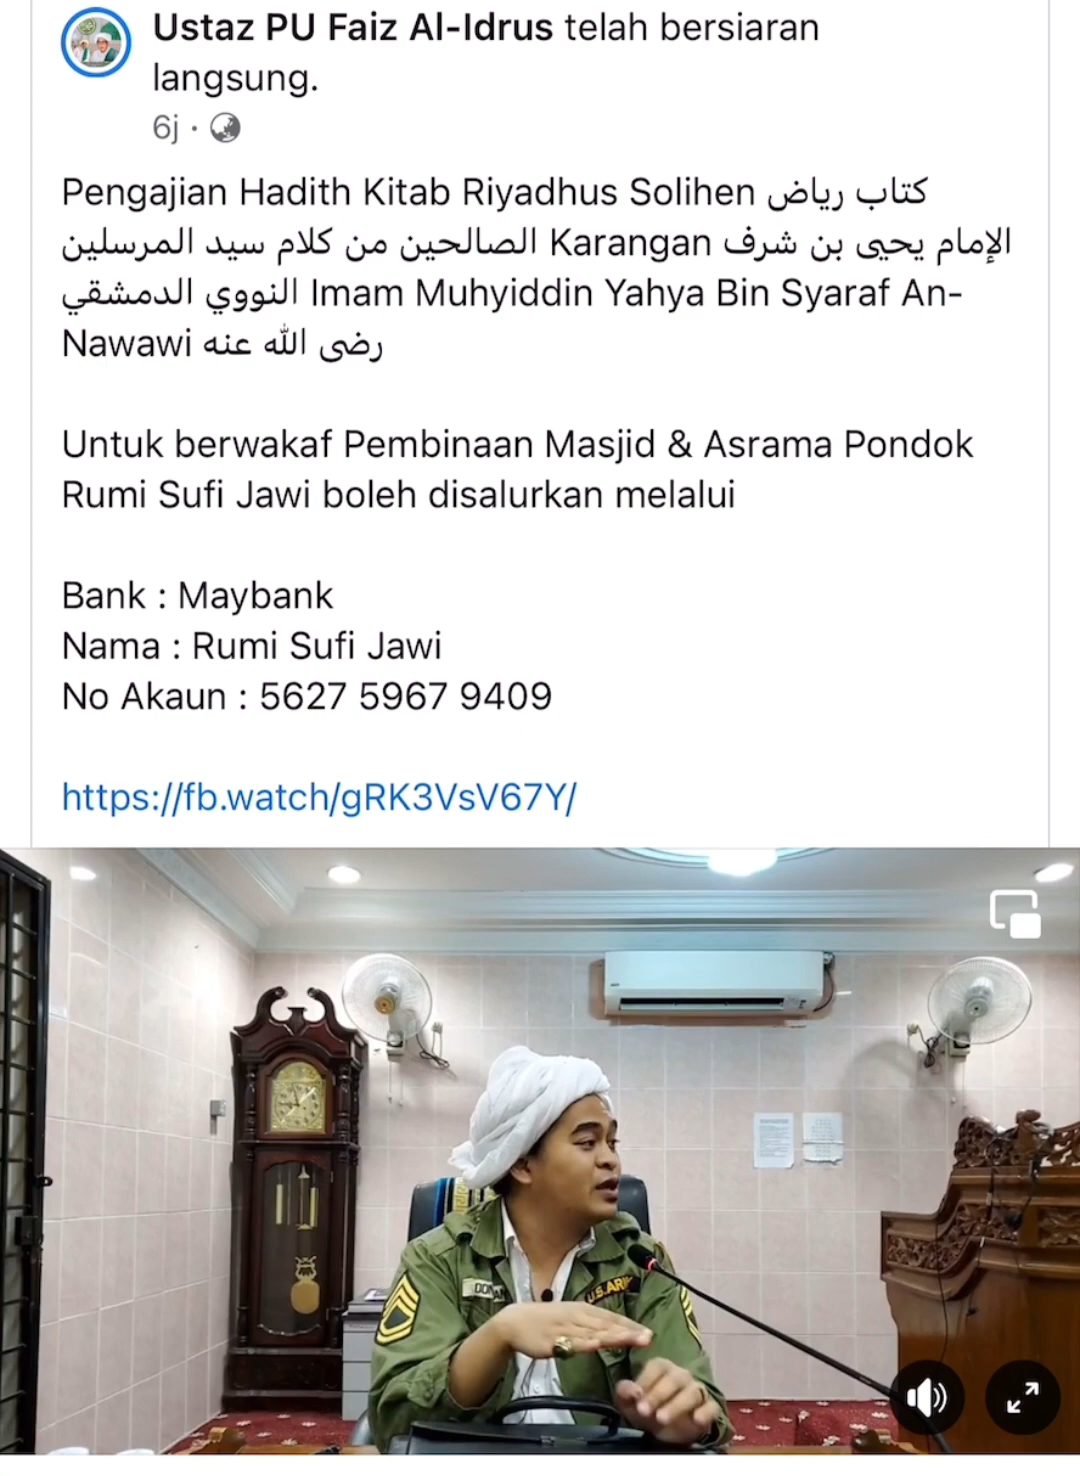 Ustaz PU Faiz Al-Idrus telah bersiaran
langsung.
6j ·
Pengajian Hadith Kitab Riyadhus Solihen كتاب رياض
الصالحين من كلام سيد المرسلين Karangan الإمام يحيى بن شرف
النووي الدمشقي Imam Muhyiddin Yahya Bin Syaraf An-
Nawawi رضى الله عنه
Untuk berwakaf Pembinaan Masjid & Asrama Pondok
Rumi Sufi Jawi boleh disalurkan melalui
Bank : Maybank
Nama : Rumi Sufi Jawi
No Akaun : 5627 5967 9409
https://fb.watch/gRK3VsV67Y/
U.S.ARMY